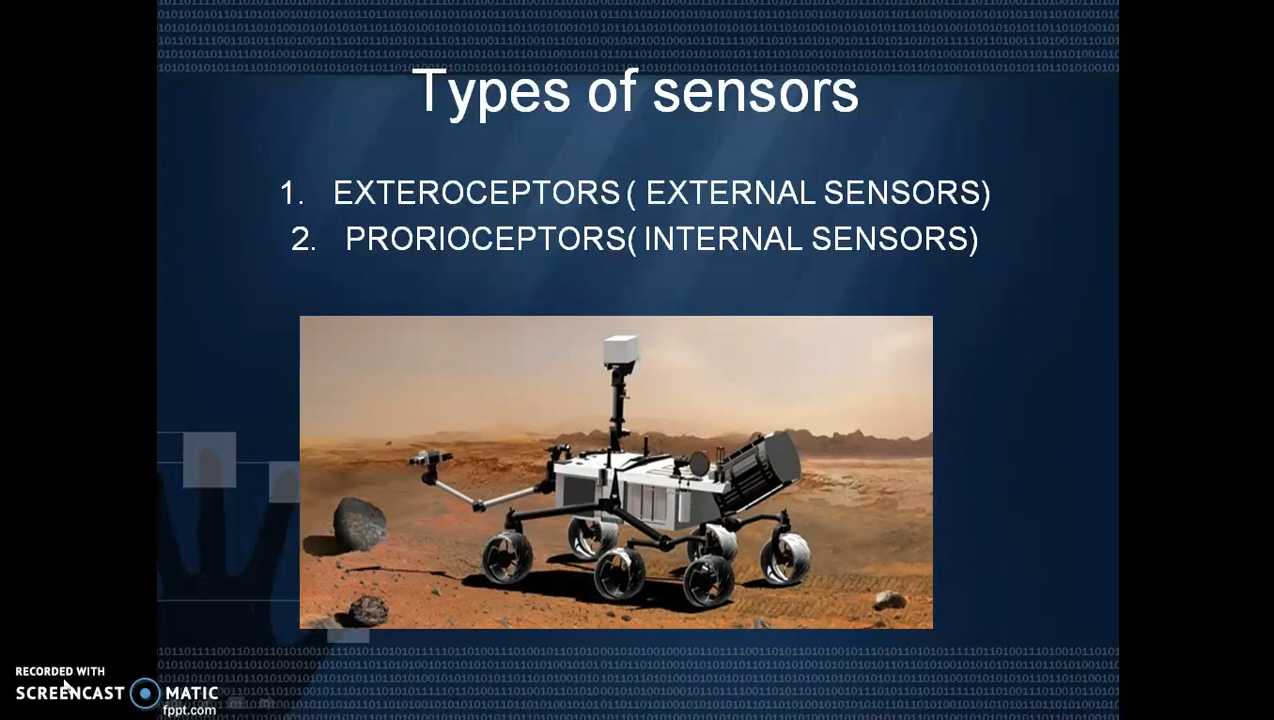 Types of sensors
1. EXTEROCEPTORS ( EXTERNAL SENSORS)
2. PRORIOCEPTORS( INTERNAL SENSORS)
RECORDED WITH
SCREENCAST MATIC
fppt.com